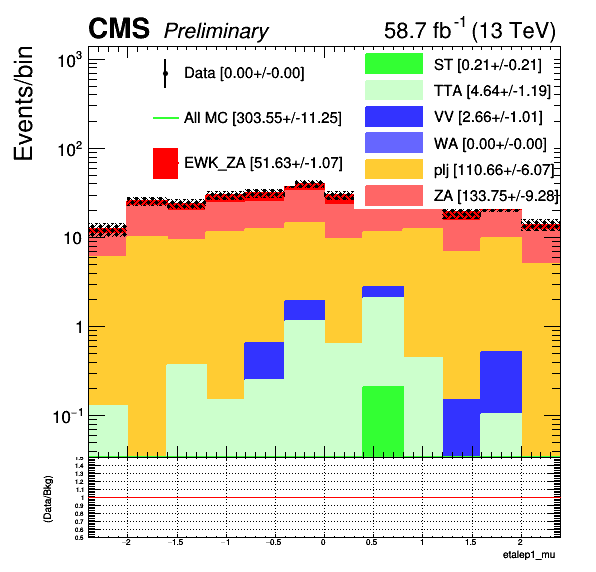 CMS Preliminary 58.7 fb⁻¹ (13 TeV)
Events/bin
10³
10²
10
1
10⁻¹
Data [0.00+/-0.00]
All MC [303.55+/-11.25]
EWK_ZA [51.63+/-1.07]
ST [0.21+/-0.21]
TTA [4.64+/-1.19]
VV [2.66+/-1.01]
WA [0.00+/-0.00]
plj [110.66+/-6.07]
ZA [133.75+/-9.28]
(Data/Bkg)
1.5
1.4
1.3
1.2
1.1
1
0.9
0.8
0.7
0.6
0.5
−2 −1.5 −1 −0.5 0 0.5 1 1.5 2
etalep1_mu